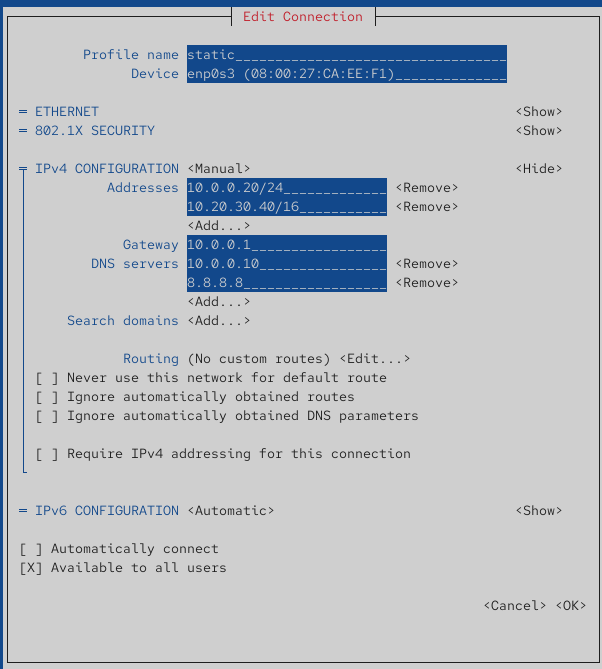 Edit Connection
Profile name static__________________________________
Device enp0s3 (08:00:27:CA:EE:F1)______________
= ETHERNET <Show>
= 802.1X SECURITY <Show>
IPv4 CONFIGURATION <Manual> <Hide>
Addresses 10.0.0.20/24_____________ <Remove>
10.20.30.40/16___________ <Remove>
<Add...>
Gateway 10.0.0.1_________________
DNS servers 10.0.0.10________________ <Remove>
8.8.8.8__________________ <Remove>
<Add...>
Search domains <Add...>
Routing (No custom routes) <Edit...>
[ ] Never use this network for default route
[ ] Ignore automatically obtained routes
[ ] Ignore automatically obtained DNS parameters
[ ] Require IPv4 addressing for this connection
= IPv6 CONFIGURATION <Automatic> <Show>
[ ] Automatically connect
[X] Available to all users
<Cancel> <OK>